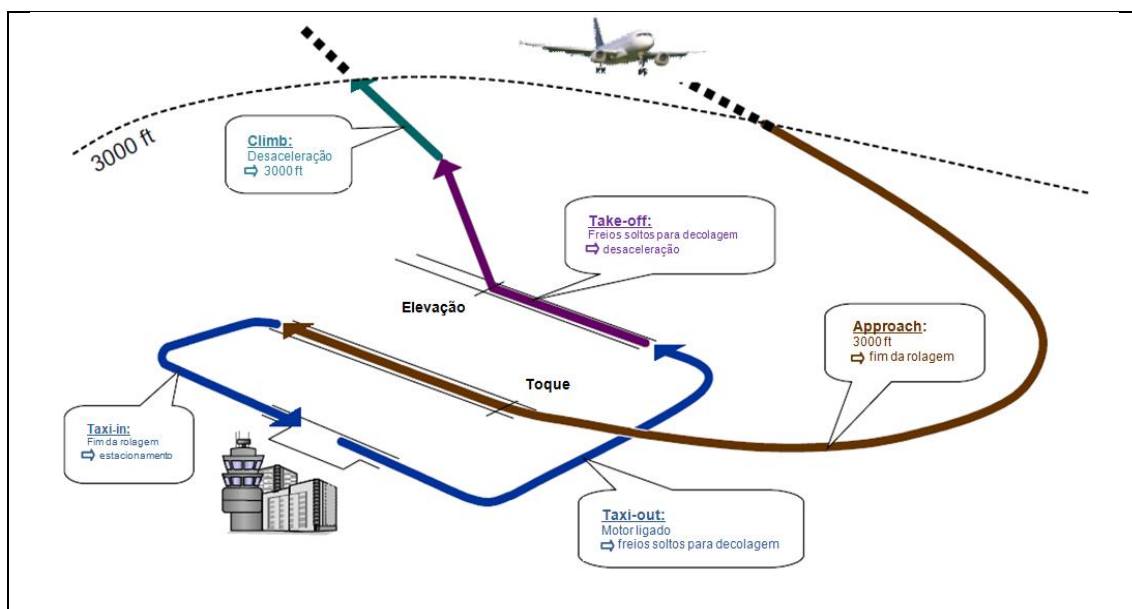 3000 ft
Climb:
Desaceleração
⇨ 3000 ft
Take-off:
Freios soltos para decolagem
⇨ desaceleração
Elevação
Approach:
3000 ft
⇨ fim da rolagem
Toque
Taxi-in:
Fim da rolagem
⇨ estacionamento
Taxi-out:
Motor ligado
⇨ freios soltos para decolagem